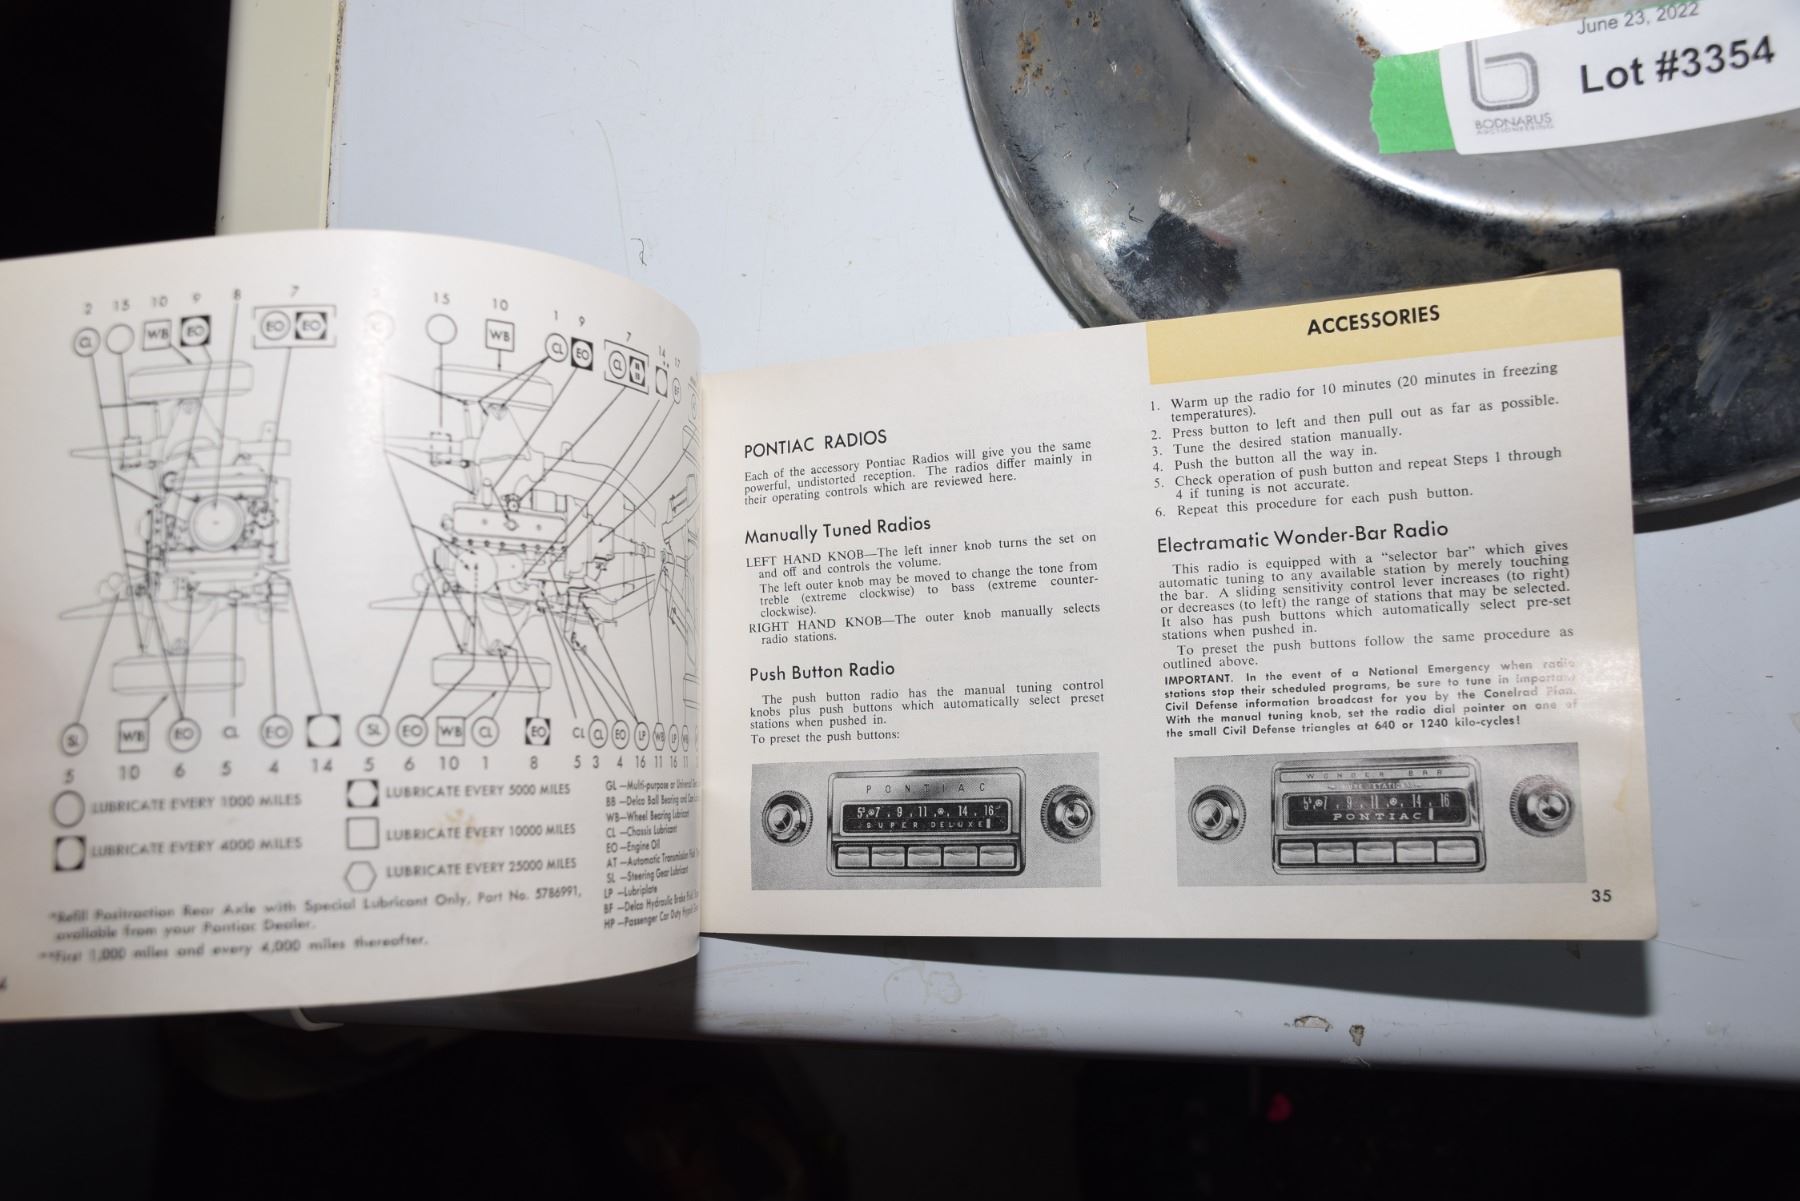 June 23, 2022
Lot #3354
BODNARUS
AUCTIONEERING
2 15 10 9 8 7
CL WB EO EO EO
15 10 1 9 7 14 17
WB CL EO CL
SL WB EO CL EO
5 10 6 5 4 14
SL EO WB CL EO CL CL EO LP WB LP WB
5 6 10 1 8 5 3 4 16 11 16 11
LUBRICATE EVERY 1000 MILES
LUBRICATE EVERY 4000 MILES
LUBRICATE EVERY 5000 MILES
LUBRICATE EVERY 10000 MILES
LUBRICATE EVERY 25000 MILES
GL—Multi-purpose or Universal
BB—Delco Ball Bearing and
WB—Wheel Bearing Lubricant
CL—Chassis Lubricant
EO—Engine Oil
AT—Automatic Transmission Fluid
SL—Steering Gear Lubricant
LP—Lubriplate
BF—Delco Hydraulic Brake Fluid
HP—Passenger Car Duty
*Refill Positraction Rear Axle with Special Lubricant Only, Part No. 5786991,
available from your Pontiac Dealer.
**First 1,000 miles and every 4,000 miles thereafter.
ACCESSORIES
PONTIAC RADIOS
Each of the accessory Pontiac Radios will give you the same
powerful, undistorted reception. The radios differ mainly in
their operating controls which are reviewed here.
Manually Tuned Radios
LEFT HAND KNOB—The left inner knob turns the set on
and off and controls the volume.
The left outer knob may be moved to change the tone from
treble (extreme clockwise) to bass (extreme counter-
clockwise).
RIGHT HAND KNOB—The outer knob manually selects
radio stations.
Push Button Radio
The push button radio has the manual tuning control
knobs plus push buttons which automatically select preset
stations when pushed in.
To preset the push buttons:
PONTIAC
5½ 7 9 11 14 16
SUPER DELUXE
1. Warm up the radio for 10 minutes (20 minutes in freezing
temperatures).
2. Press button to left and then pull out as far as possible.
3. Tune the desired station manually.
4. Push the button all the way in.
5. Check operation of push button and repeat Steps 1 through
4 if tuning is not accurate.
6. Repeat this procedure for each push button.
Electramatic Wonder-Bar Radio
This radio is equipped with a “selector bar” which gives
automatic tuning to any available station by merely touching
the bar. A sliding sensitivity control lever increases (to right)
or decreases (to left) the range of stations that may be selected.
It also has push buttons which automatically select pre-set
stations when pushed in.
To preset the push buttons follow the same procedure as
outlined above.
IMPORTANT. In the event of a National Emergency when radio
stations stop their scheduled programs, be sure to tune in important
Civil Defense information broadcast for you by the Conelrad Plan.
With the manual tuning knob, set the radio dial pointer on one of
the small Civil Defense triangles at 640 or 1240 kilo-cycles!
WONDER BAR
5½ 7 9 11 14 16
PONTIAC
35